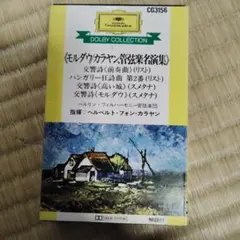 CG3156
Deutsche
Grammophon
DOLBY COLLECTION
《モルダウ/カラヤン、管弦楽名演集》
交響詩《前奏曲》(リスト)
ハンガリー狂詩曲 第2番(リスト)
交響詩《高い城》(スメタナ)
交響詩《モルダウ》(スメタナ)
ベルリン・フィルハーモニー管弦楽団
指揮:ヘルベルト・フォン・カラヤン